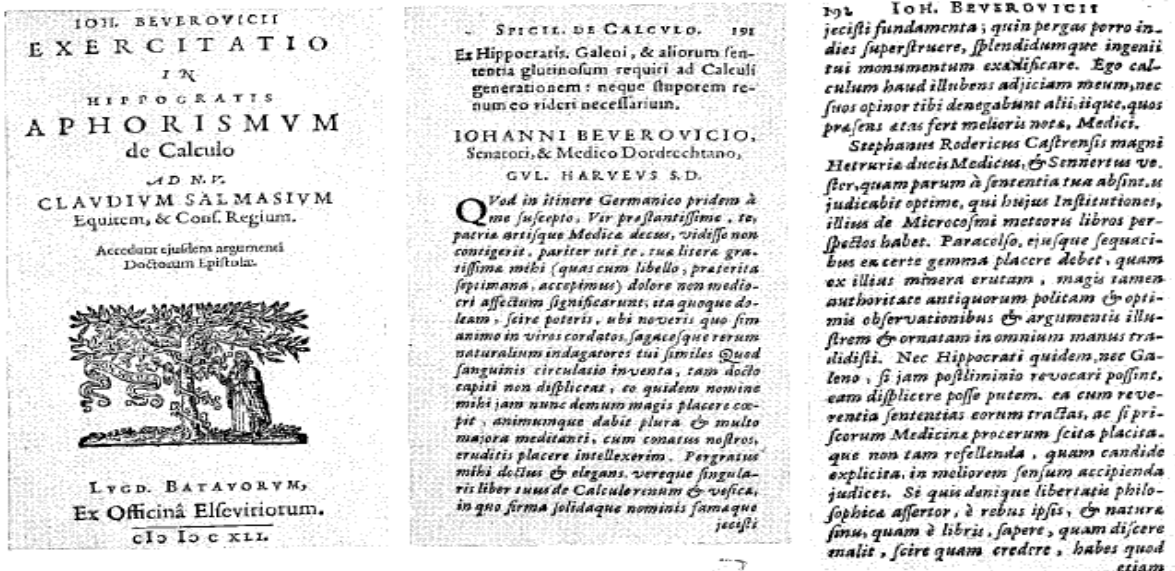 IOH. BEVEROVICII
EXERCITATIO
IN
HIPPOCRATIS
APHORISMVM
de Calculo
AD N.V.
CLAVDIVM SALMASIVM
Equitem, & Conſ. Regium.
Accedunt ejuſdem argumenti
Doctorum Epiſtolæ.
LVGD. BATAVORVM,
Ex Officinâ Elſeviriotum.
cIↃ IↃ c XLI.
SPICIL. DE CALCVLO. 191
Ex Hippocratis. Galeni, & aliorum ſen-
tentia glutinoſum requiri ad Calculi
generationem: neque ſtuporem re-
num eo videri neceſſarium.
IOHANNI BEVEROVICIO,
Senatori, & Medico Dordrechtano,
GVL. HARVEVS S.D.
QVod in itinere Germanico pridem à
me ſuſcepto, Vir præſtantiſſime, te,
patriæ artiſque Medicæ decus, vidiſſe non
contigerit, pariter uti te, tuæ literæ gra-
tiſſimæ mihi (quas cum libello, præterita
ſeptimana, accepimus) dolore non medio-
cri affectum ſignificarunt; ita quoque do-
leam, ſcire poteris, ubi noveris quo ſim
animo in viros cordatos, ſagaceſque rerum
naturalium indagatores tui ſimiles Quod
ſanguinis circulatio inventa, tam docto
capiti non diſpliceat, eo quidem nomine
mihi jam nunc demum magis placere cœ-
pit, animumque dabit plura & multo
majora meditanti, cum conatus noſtros,
eruditis placere intellexerim. Pergratus
mihi doctus & elegans, vereque ſingula-
ris liber tuus de Calculo renum & veſicæ,
in quo firma ſolidaque nominis famæque
jeciſti
192 IOH. BEVEROVICII
jeciſti fundamenta; quin pergas porro in-
dies ſuperſtruere, ſplendidumque ingenii
tui monumentum exædificare. Ego cal-
culum haud illubens adjiciam meum, nec
ſuos opinor tibi denegabunt alii, iique, quos
præſens ætas fert melioris notæ, Medici.
Stephanus Rodericus Caſtrenſis magni
Hetruriæ ducis Medicus, & Sennertus ve-
ſter, quam parum à ſententia tua abſint, is
judicabit optime, qui hujus Inſtitutiones,
illius de Microcoſmi meteoris libros per-
ſpectos habet. Paracelſo, ejuſque ſequaci-
bus ea certe gemma placere debet, quam
ex illius minera erutam, magis tamen
authoritate antiquorum politam & opti-
mis obſervationibus & argumentis illu-
ſtrem & ornatam in omnium manus tra-
didiſti. Nec Hippocrati quidem, nec Ga-
leno, ſi jam poſtliminio revocari poſſint,
eam diſplicere poſſe putem. ea cum reve-
rentia ſententias eorum tractas, ac ſi pri-
ſcorum Medicinæ procerum ſcita placita-
que non tam refellenda, quam candide
explicita, in meliorem ſenſum accipienda
judices. Si quis denique libertatis philo-
ſophicæ aſſertor, è rebus ipſis, & naturæ
ſinu, quam è libris, ſapere, quam diſcere
malit, ſcire quam credere, habes quod
etiam